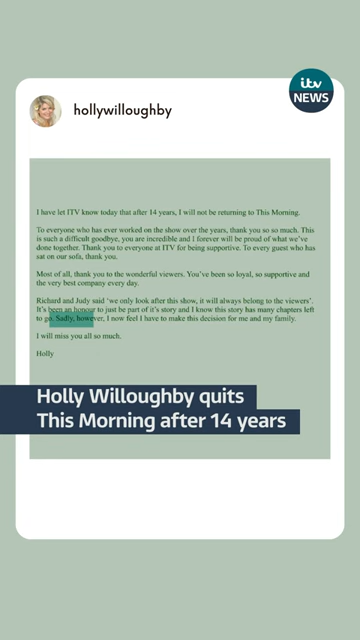 itv
NEWS
hollywilloughby
I have let ITV know today that after 14 years, I will not be returning to This Morning.
To everyone who has ever worked on the show over the years, thank you so so much. This
is such a difficult goodbye, you are incredible and I forever will be proud of what we've
done together. Thank you to everyone at ITV for being supportive. To every guest who has
sat on our sofa, thank you.
Most of all, thank you to the wonderful viewers. You've been so loyal, so supportive and
the very best company every day.
Richard and Judy said 'we only look after this show, it will always belong to the viewers'.
It's been an honour to just be part of it's story and I know this story has many chapters left
to go. Sadly, however, I now feel I have to make this decision for me and my family.
I will miss you all so much.
Holly
Holly Willoughby quits
This Morning after 14 years